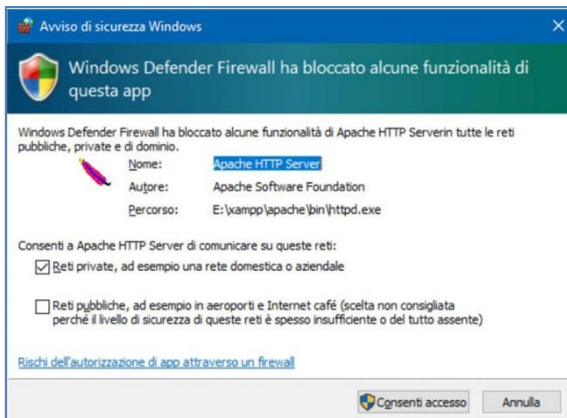 Avviso di sicurezza Windows
Windows Defender Firewall ha bloccato alcune funzionalità di
questa app
Windows Defender Firewall ha bloccato alcune funzionalità di Apache HTTP Serverin tutte le reti
pubbliche, private e di dominio.
Nome: Apache HTTP Server
Autore: Apache Software Foundation
Percorso: E:\xampp\apache\bin\httpd.exe
Consenti a Apache HTTP Server di comunicare su queste reti:
Reti private, ad esempio una rete domestica o aziendale
Reti pubbliche, ad esempio in aeroporti e Internet café (scelta non consigliata
perché il livello di sicurezza di queste reti è spesso insufficiente o del tutto assente)
Rischi dell'autorizzazione di app attraverso un firewall
Consenti accesso Annulla